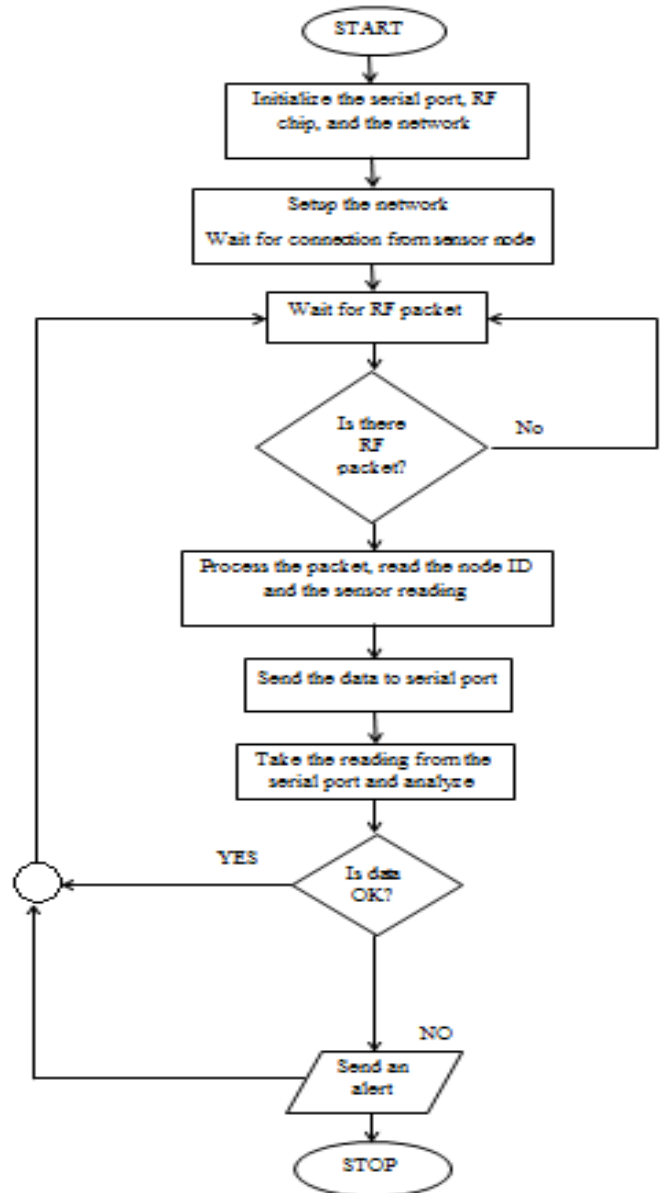 START
Initialize the serial port, RF
chip, and the network
Setup the network
Wait for connection from sensor node
Wait for RF packet
Is there
RF
packet?
No
Process the packet, read the node ID
and the sensor reading
Send the data to serial port
Take the reading from the
serial port and analyze
YES
Is data
OK?
NO
Send an
alert
STOP